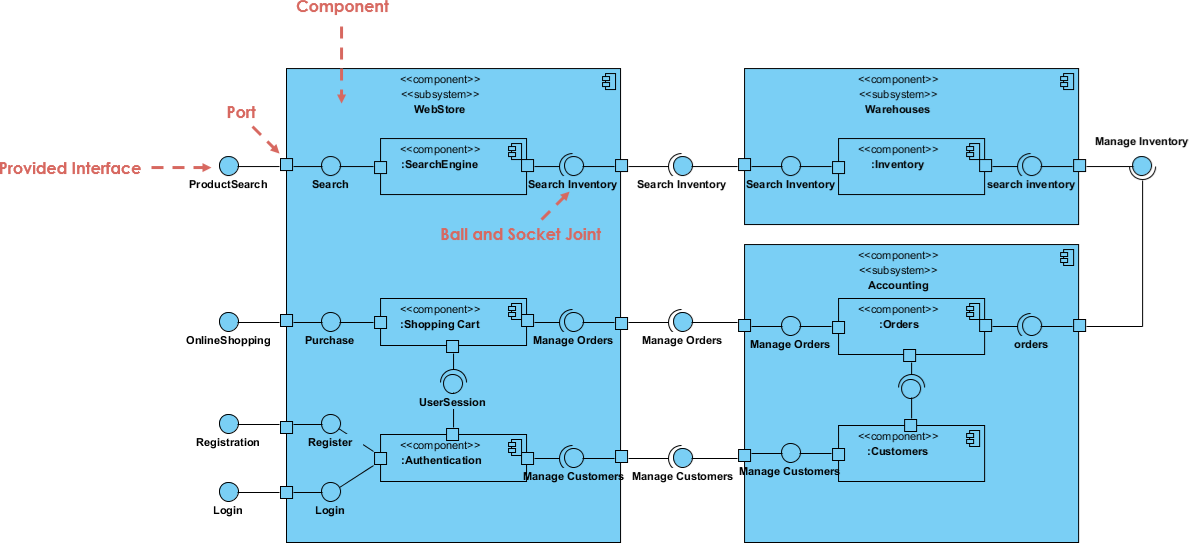 Component
<<component>>
<<subsystem>>
WebStore
<<component>>
<<subsystem>>
Warehouses
Port
Provided Interface
ProductSearch
Search
<<component>>
:SearchEngine
Search Inventory
Search Inventory
Search Inventory
<<component>>
:Inventory
search inventory
Manage Inventory
Ball and Socket Joint
<<component>>
<<subsystem>>
Accounting
OnlineShopping
Purchase
<<component>>
:Shopping Cart
Manage Orders
Manage Orders
Manage Orders
<<component>>
:Orders
orders
UserSession
Registration
Register
<<component>>
:Authentication
Manage Customers
Manage Customers
Manage Customers
<<component>>
:Customers
Login
Login